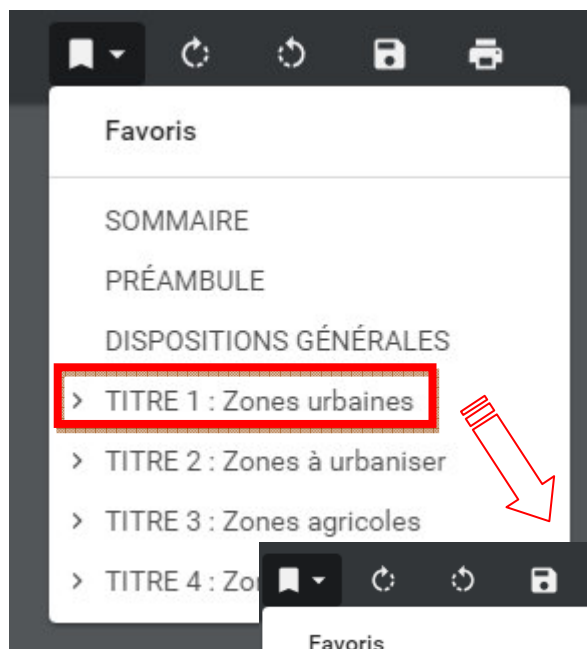 Favoris
SOMMAIRE
PRÉAMBULE
DISPOSITIONS GÉNÉRALES
TITRE 1 : Zones urbaines
TITRE 2 : Zones à urbaniser
TITRE 3 : Zones agricoles
TITRE 4 :
Favoris